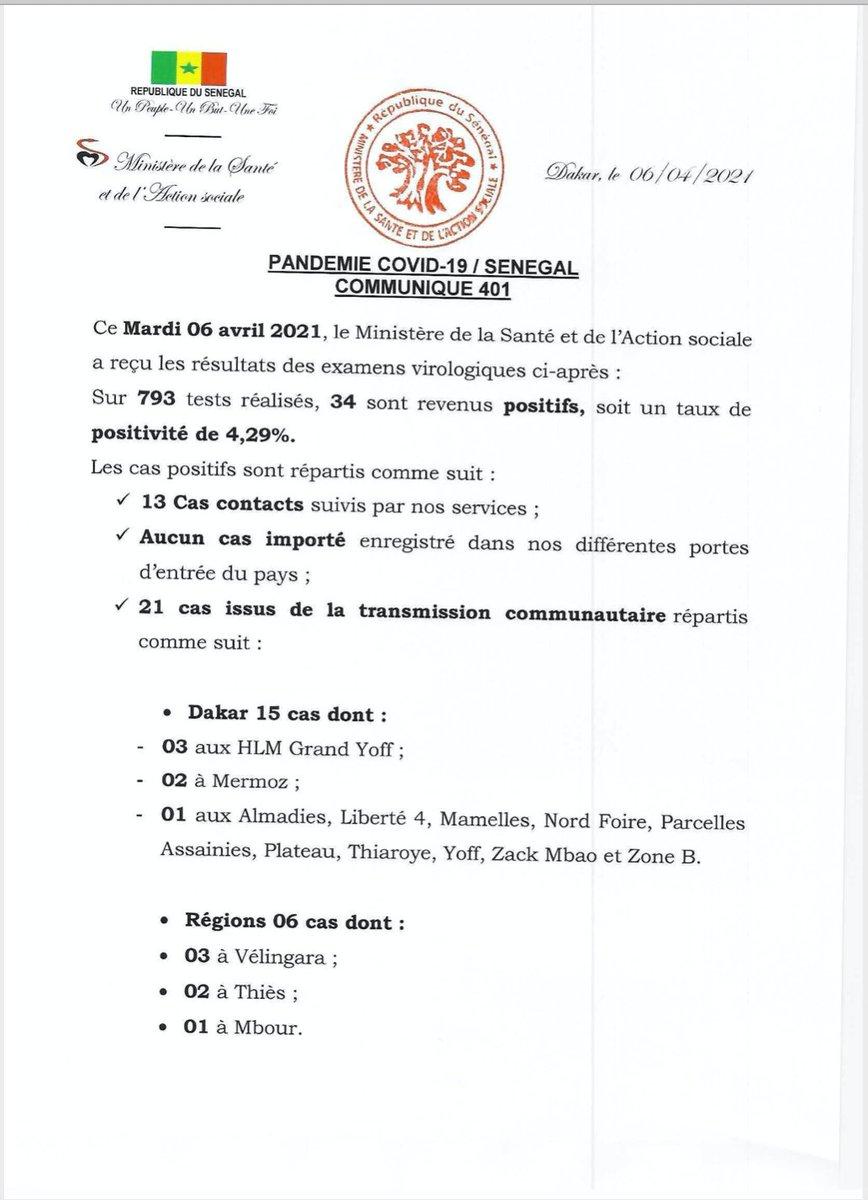 REPUBLIQUE DU SENEGAL
Un Peuple-Un But-Une Foi
Ministère de la Santé
et de l'Action sociale
★ République du Sénégal ★
MINISTERE DE LA SANTE ET DE L'ACTION SOCIALE
Dakar, le 06/04/2021
PANDEMIE COVID-19 / SENEGAL
COMMUNIQUE 401
Ce Mardi 06 avril 2021, le Ministère de la Santé et de l'Action sociale
a reçu les résultats des examens virologiques ci-après :
Sur 793 tests réalisés, 34 sont revenus positifs, soit un taux de
positivité de 4,29%.
Les cas positifs sont répartis comme suit :
✓ 13 Cas contacts suivis par nos services ;
✓ Aucun cas importé enregistré dans nos différentes portes
d'entrée du pays ;
✓ 21 cas issus de la transmission communautaire répartis
comme suit :
• Dakar 15 cas dont :
- 03 aux HLM Grand Yoff ;
- 02 à Mermoz ;
- 01 aux Almadies, Liberté 4, Mamelles, Nord Foire, Parcelles
Assainies, Plateau, Thiaroye, Yoff, Zack Mbao et Zone B.
• Régions 06 cas dont :
• 03 à Vélingara ;
• 02 à Thiès ;
• 01 à Mbour.